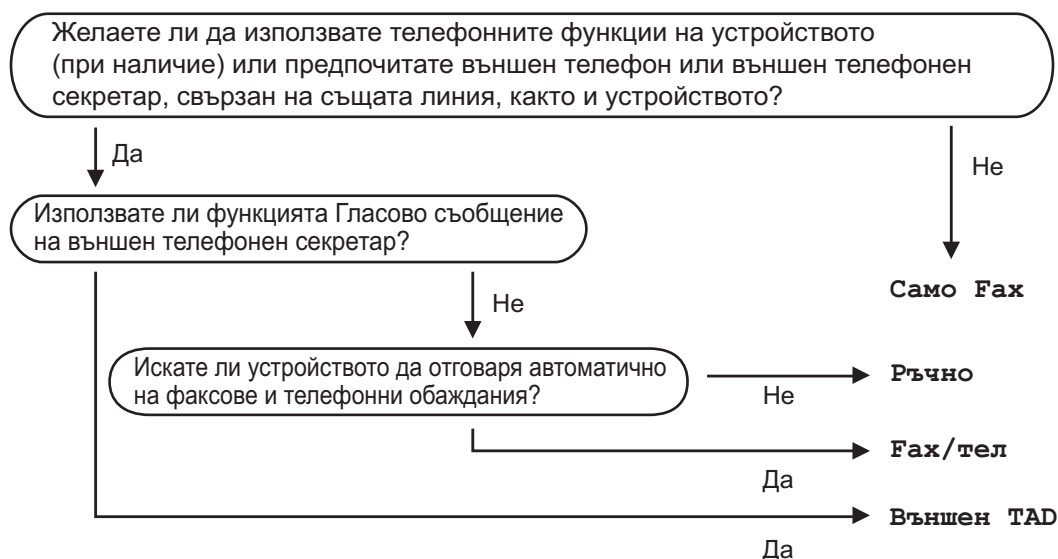 Желаете ли да използвате телефонните функции на устройството
(при наличие) или предпочитате външен телефон или външен телефонен
секретар, свързан на същата линия, както и устройството?
Да
Не
Използвате ли функцията Гласово съобщение
на външен телефонен секретар?
Само Fax
Не
Искате ли устройството да отговаря автоматично
на факсове и телефонни обаждания?
Не
Ръчно
Fax/тел
Да
Външен TAD
Да